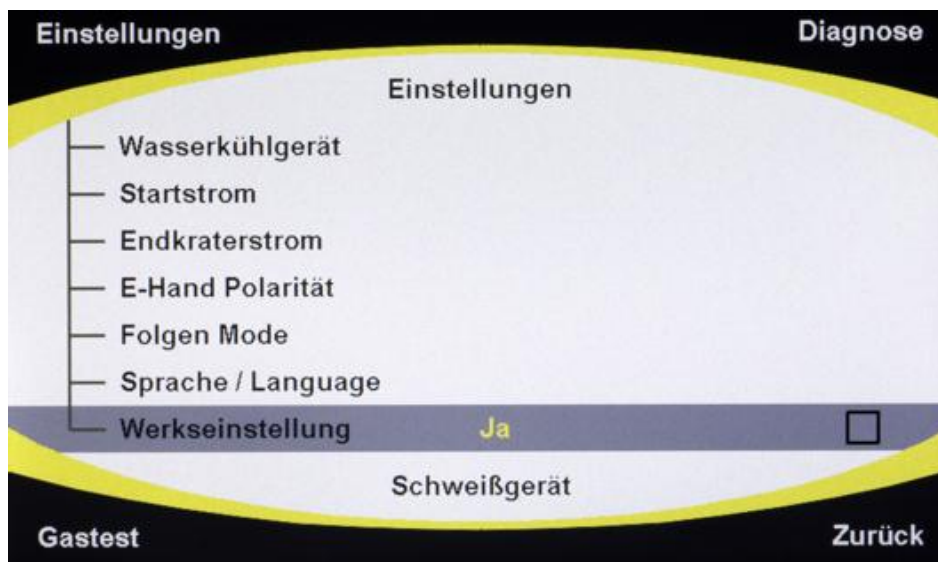 Einstellungen
Diagnose
Einstellungen
Wasserkühlgerät
Startstrom
Endkraterstrom
E-Hand Polarität
Folgen Mode
Sprache / Language
Werkseinstellung Ja
Schweißgerät
Gastest
Zurück